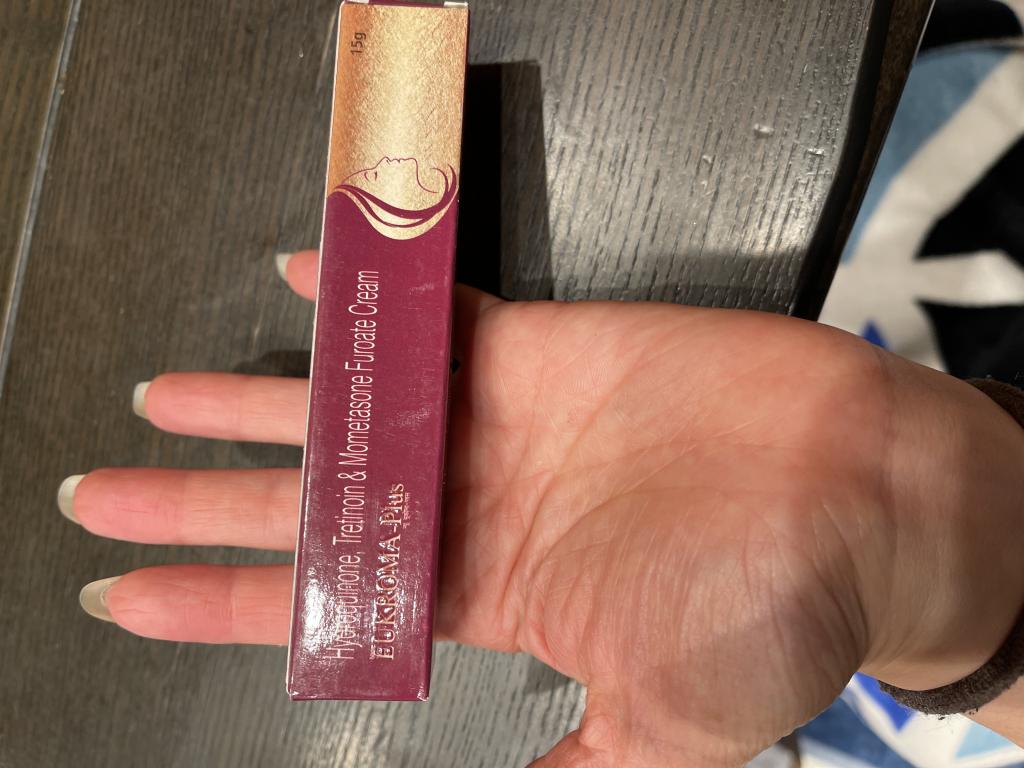 15g
Hydroquinone, Tretinoin & Mometasone Furoate Cream
EUKROMA-Plus